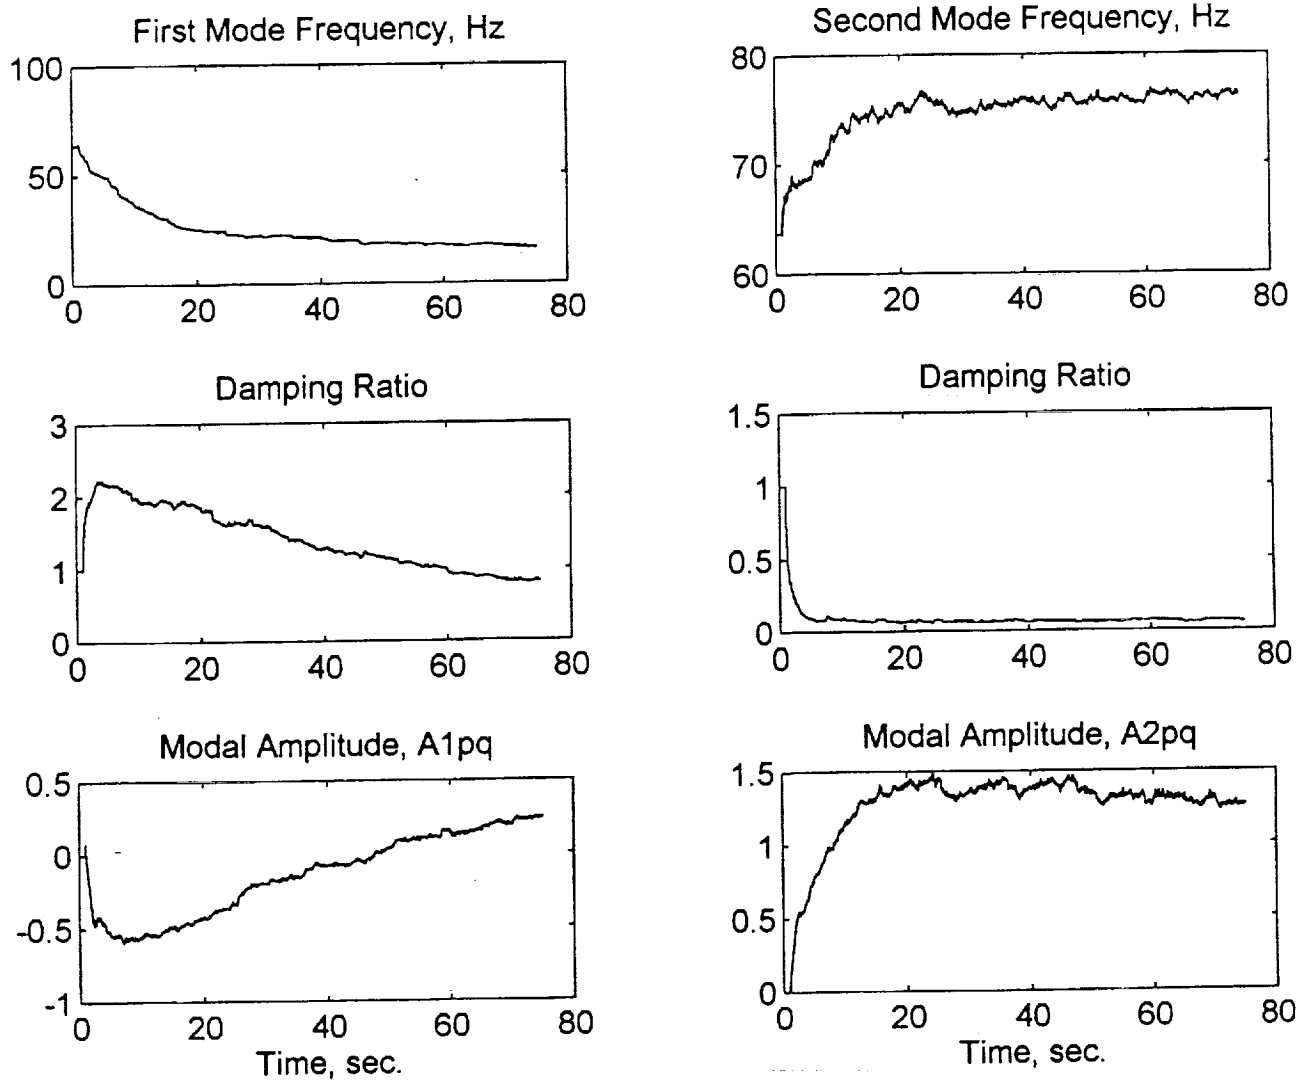 First Mode Frequency, Hz
100
50
0
0 20 40 60 80
Second Mode Frequency, Hz
80
70
60
0 20 40 60 80
Damping Ratio
3
2
1
0
0 20 40 60 80
Damping Ratio
1.5
1
0.5
0
0 20 40 60 80
Modal Amplitude, A1pq
0.5
0
-0.5
-1
0 20 40 60 80
Time, sec.
Modal Amplitude, A2pq
1.5
1
0.5
0
0 20 40 60 80
Time, sec.